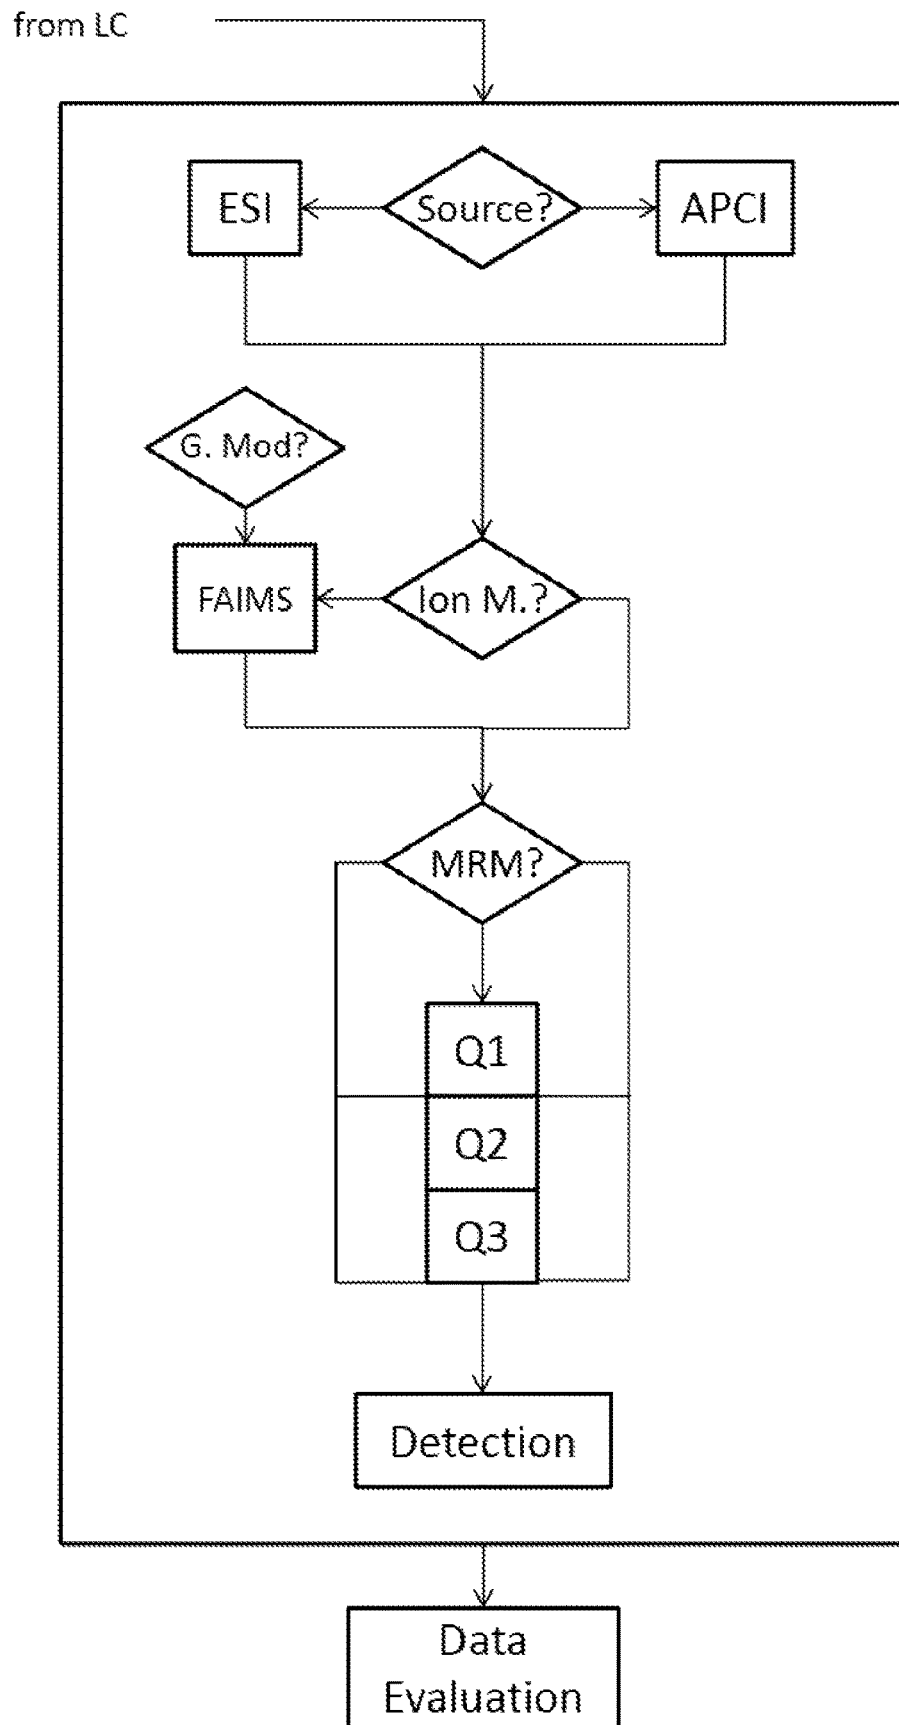 from LC
ESI
Source?
APCI
G. Mod?
FAIMS
Ion M.?
MRM?
Q1
Q2
Q3
Detection
Data
Evaluation